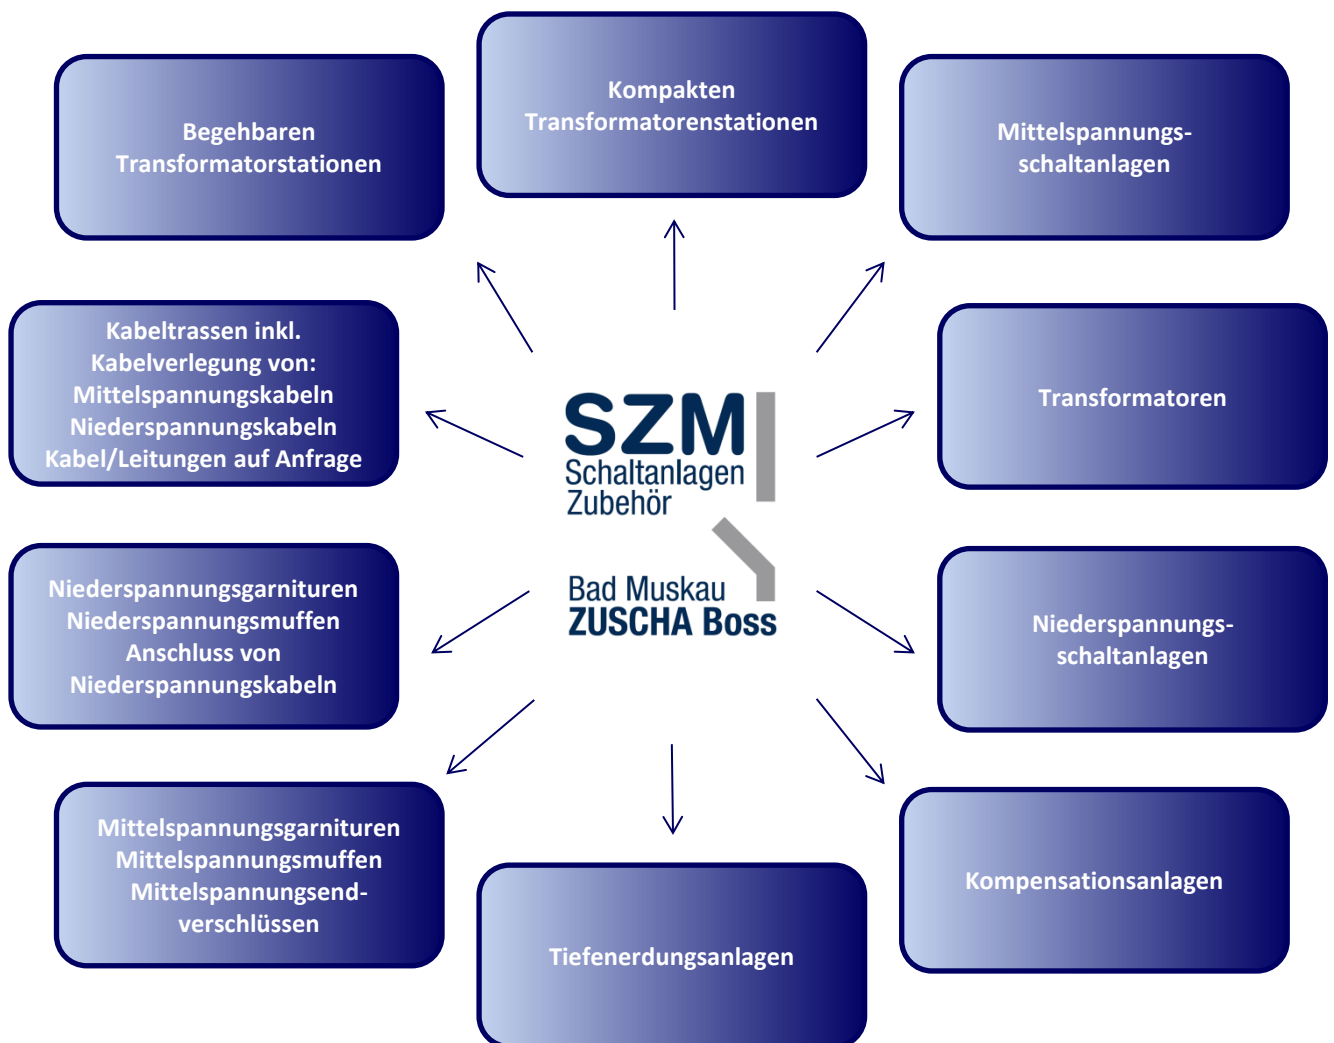 Kompakten
Transformatorenstationen
Begehbaren
Transformatorstationen
Mittelspannungs-
schaltanlagen
Kabeltrassen inkl.
Kabelverlegung von:
Mittelspannungskabeln
Niederspannungskabeln
Kabel/Leitungen auf Anfrage
Transformatoren
SZM
Schaltanlagen
Zubehör
Bad Muskau
ZUSCHA Boss
Niederspannungsgarnituren
Niederspannungsmuffen
Anschluss von
Niederspannungskabeln
Niederspannungs-
schaltanlagen
Mittelspannungsgarnituren
Mittelspannungsmuffen
Mittelspannungsend-
verschlüssen
Kompensationsanlagen
Tiefenerdungsanlagen